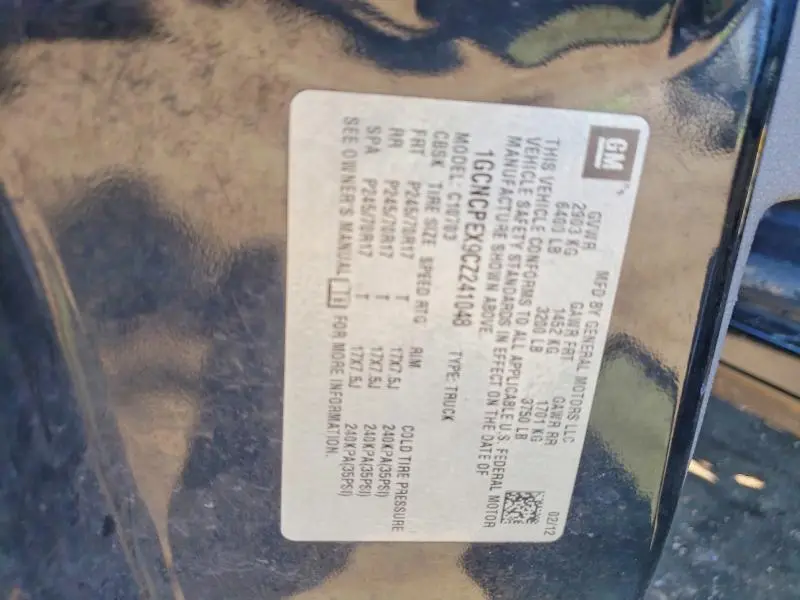 GM
MFD BY GENERAL MOTORS LLC 02/12
GVWR GAWR FRT GAWR RR
2903 KG 1452 KG 1701 KG
6400 LB 3200 LB 3750 LB
THIS VEHICLE CONFORMS TO ALL APPLICABLE U.S. FEDERAL MOTOR
VEHICLE SAFETY STANDARDS IN EFFECT ON THE DATE OF
MANUFACTURE SHOWN ABOVE.
1GCNCPEX9CZ241048 TYPE: TRUCK
MODEL: C10703
CBSK TIRE SIZE SPEED RTG RIM COLD TIRE PRESSURE
FRT P245/70R17 T 17X7.5J 240KPA(35PSI)
RR P245/70R17 T 17X7.5J 240KPA(35PSI)
SPA P245/70R17 T 17X7.5J 240KPA(35PSI)
SEE OWNER'S MANUAL FOR MORE INFORMATION.